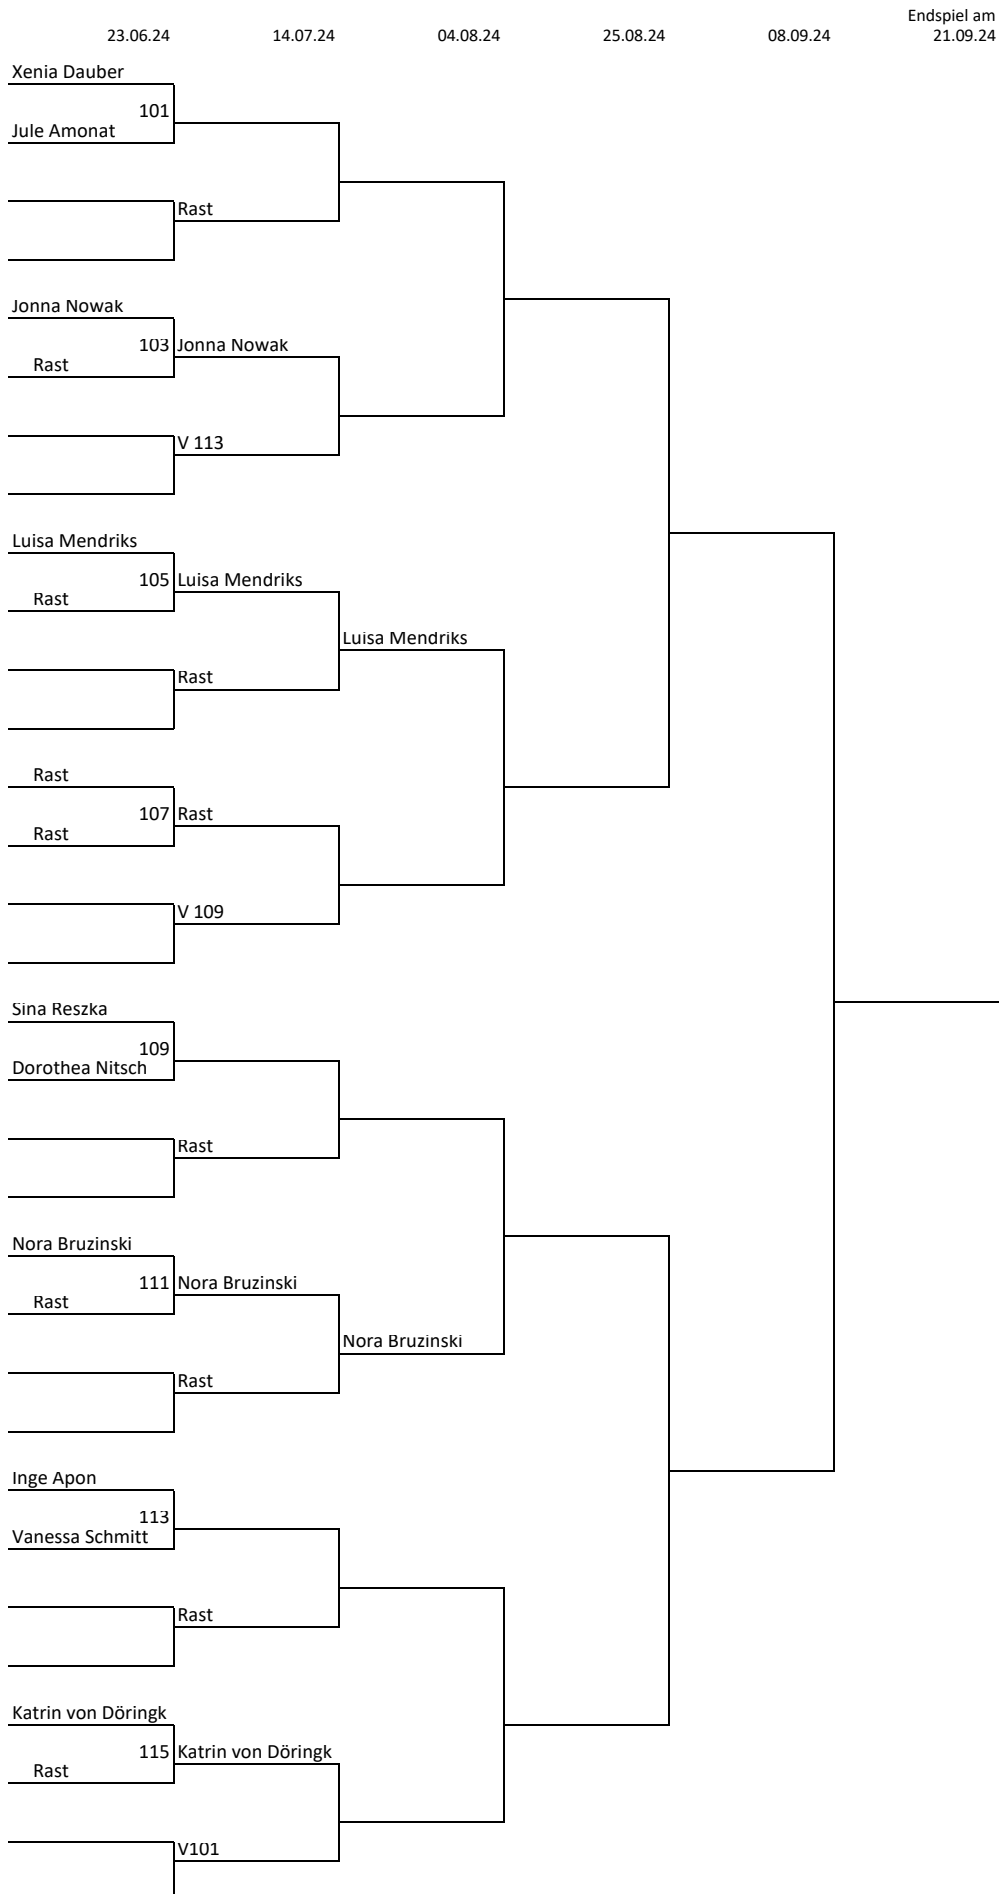 Endspiel am
23.06.24 14.07.24 04.08.24 25.08.24 08.09.24 21.09.24
Xenia Dauber
101
Jule Amonat
Rast
Jonna Nowak
103 Jonna Nowak
Rast
V 113
Luisa Mendriks
105 Luisa Mendriks
Rast
Luisa Mendriks
Rast
Rast
107 Rast
Rast
V 109
Sina Reszka
109
Dorothea Nitsch
Rast
Nora Bruzinski
111 Nora Bruzinski
Rast
Nora Bruzinski
Rast
Inge Apon
113
Vanessa Schmitt
Rast
Katrin von Döringk
115 Katrin von Döringk
Rast
V101